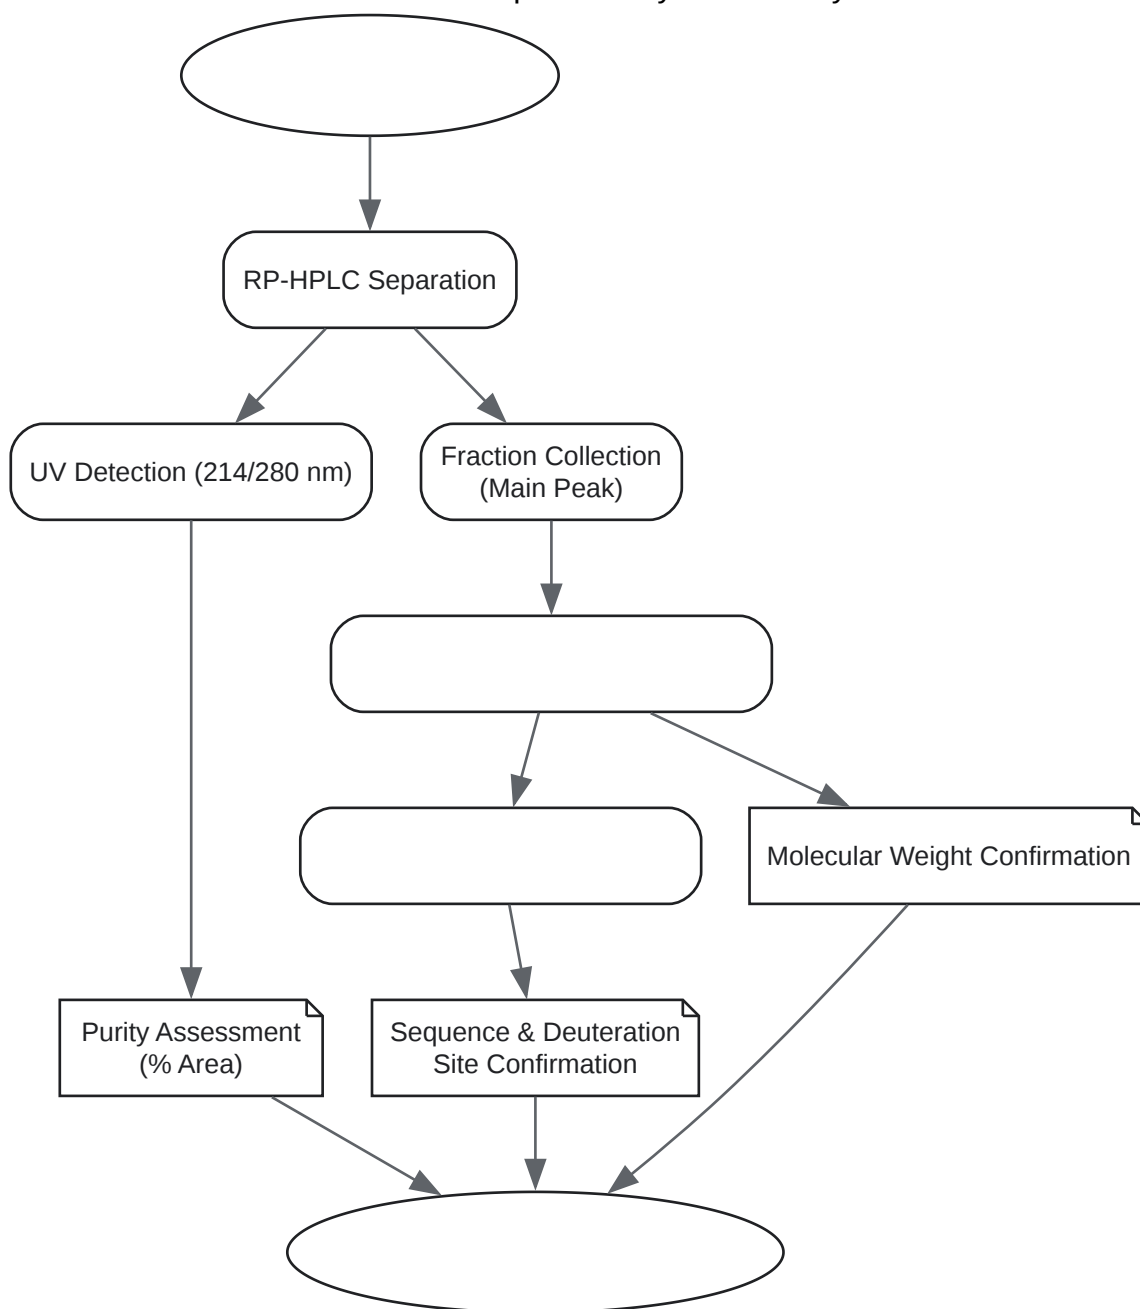 RP-HPLC Separation
UV Detection (214/280 nm)
Fraction Collection
(Main Peak)
Molecular Weight Confirmation
Purity Assessment
(% Area)
Sequence & Deuteration
Site Confirmation